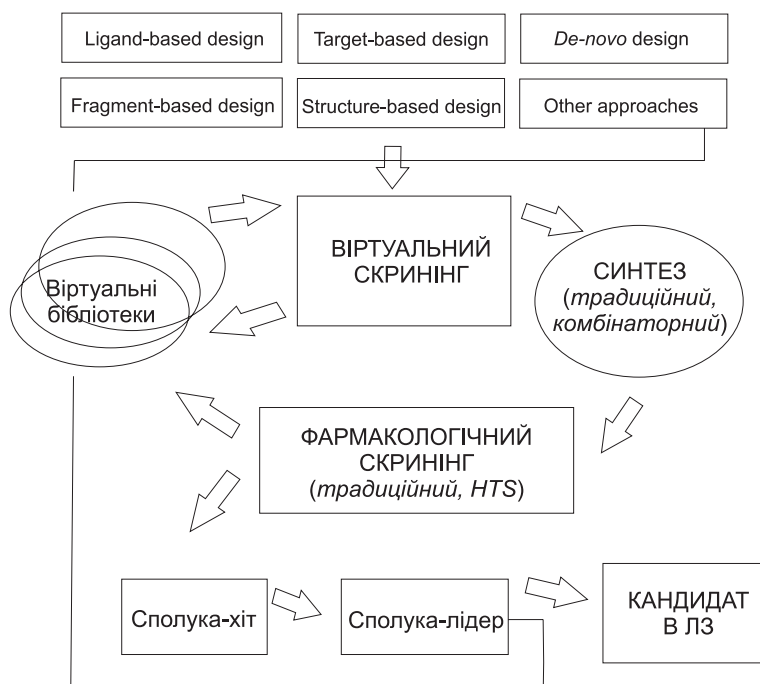 Ligand-based design
Target-based design
De-novo design
Fragment-based design
Structure-based design
Other approaches
ВІРТУАЛЬНИЙ
СКРИНІНГ
СИНТЕЗ
(традиційний,
комбінаторний)
Віртуальні
бібліотеки
ФАРМАКОЛОГІЧНИЙ
СКРИНІНГ
(традиційний, HTS)
Сполука-хіт
Сполука-лідер
КАНДИДАТ
В ЛЗ